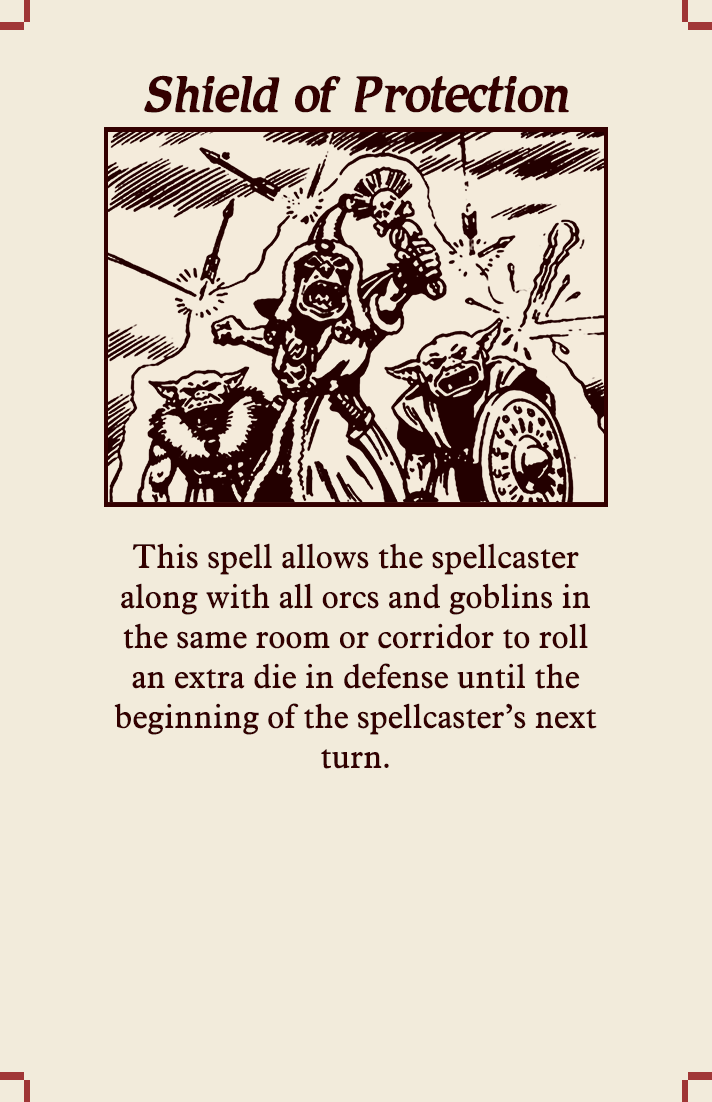 Shield of Protection
This spell allows the spellcaster
along with all orcs and goblins in
the same room or corridor to roll
an extra die in defense until the
beginning of the spellcaster’s next
turn.